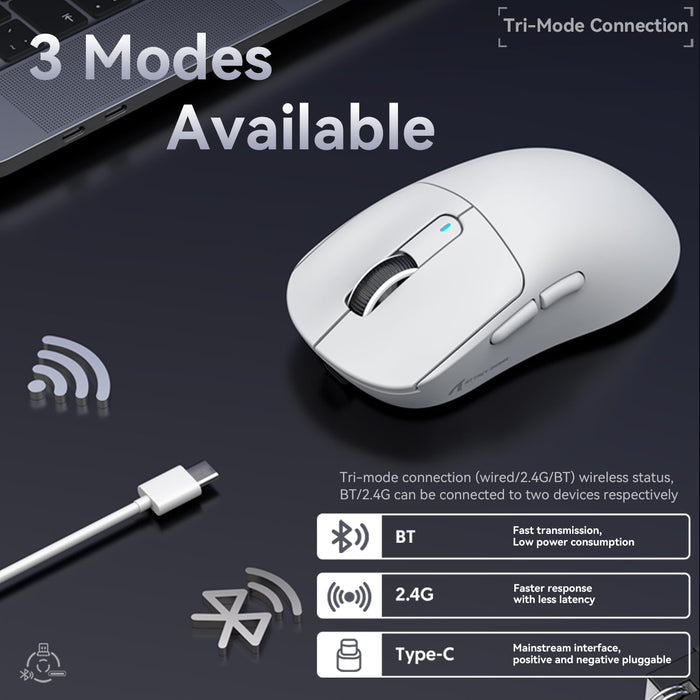 Tri-Mode Connection
3 Modes
Available
ATTACK SHARK
Tri-mode connection (wired/2.4G/BT) wireless status,
BT/2.4G can be connected to two devices respectively
BT
Fast transmission,
Low power consumption
2.4G
Faster response
with less latency
Type-C
Mainstream interface,
positive and negative pluggable